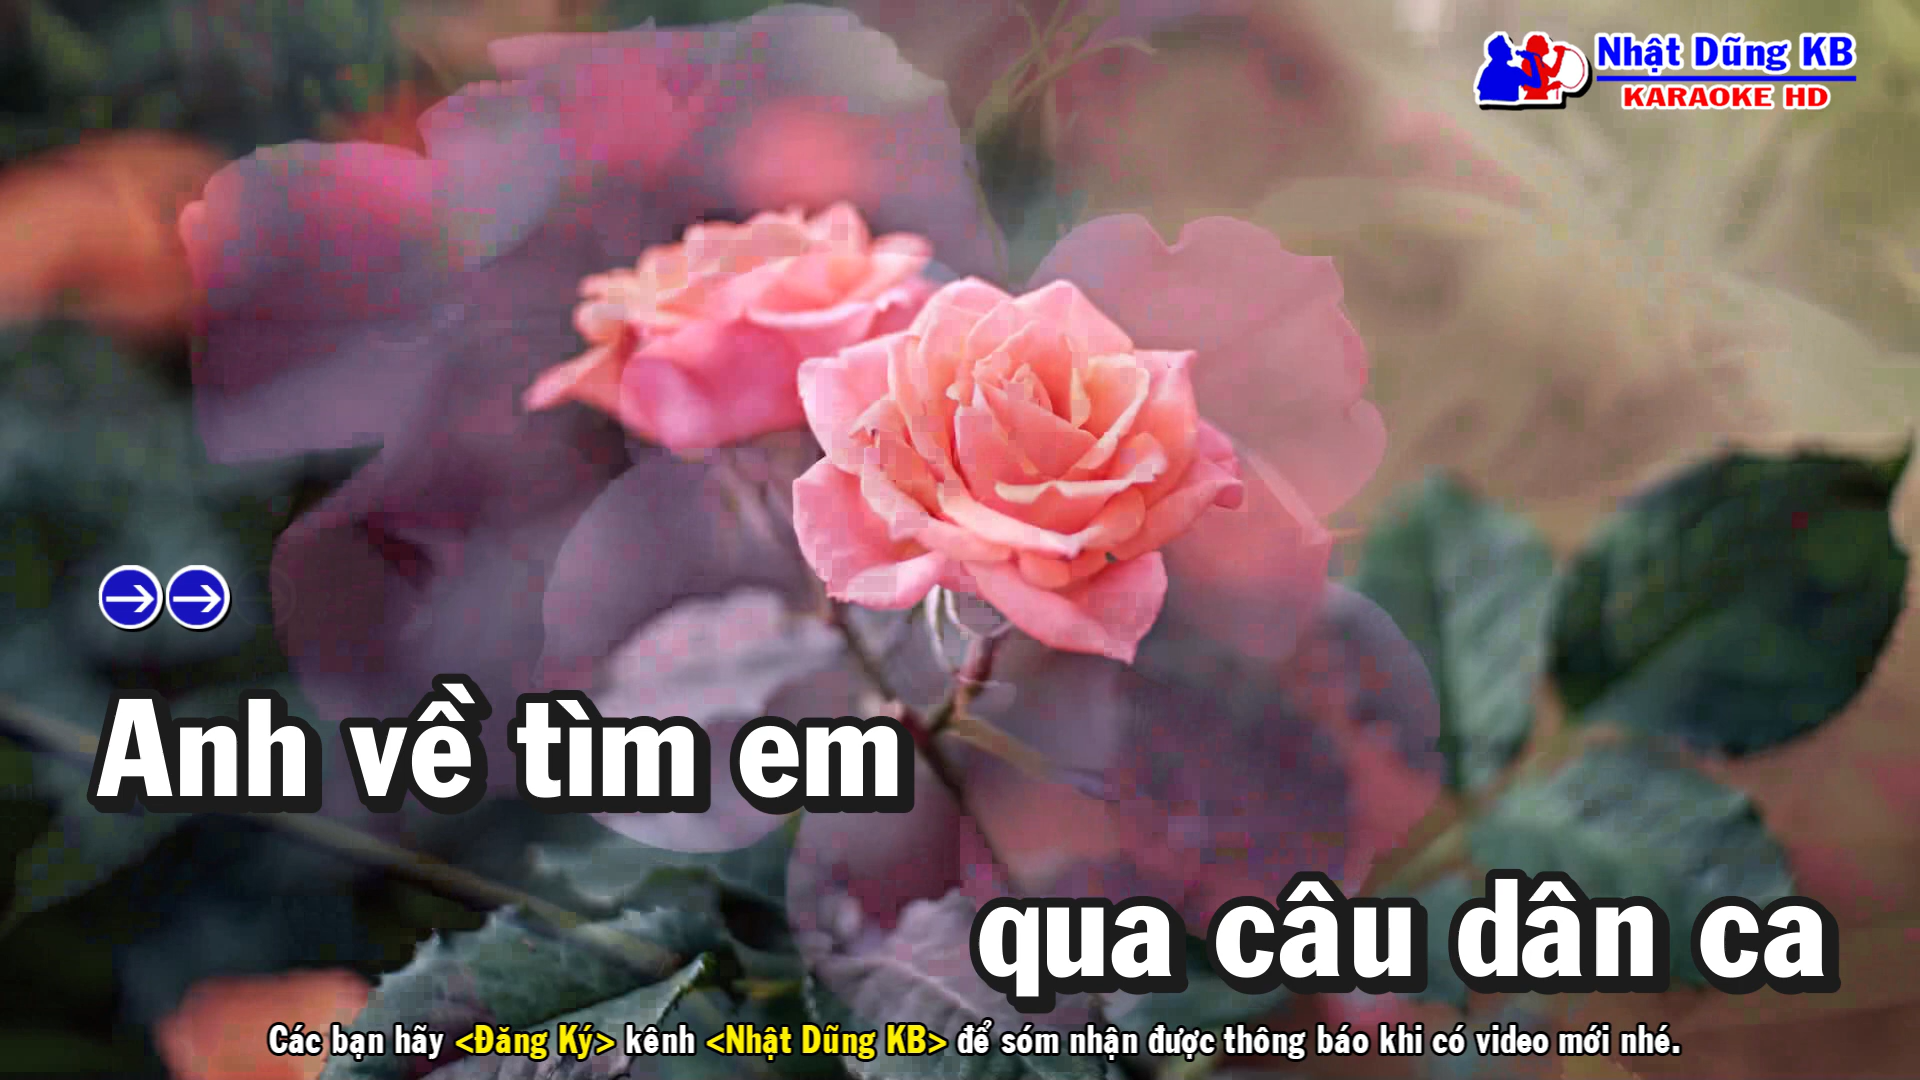 Nhật Dũng KB
KARAOKE HD
Anh về tìm em
qua câu dân ca
Các bạn hãy <Đăng Ký> kênh <Nhật Dũng KB> để sóm nhận được thông báo khi có video mới nhé.